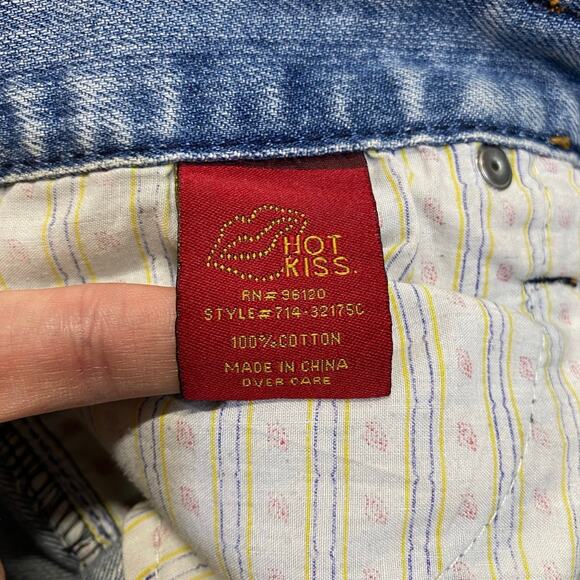 HOT
KISS.
RN# 96120
STYLE# 714-32175C
100% COTTON
MADE IN CHINA
OVER CARE